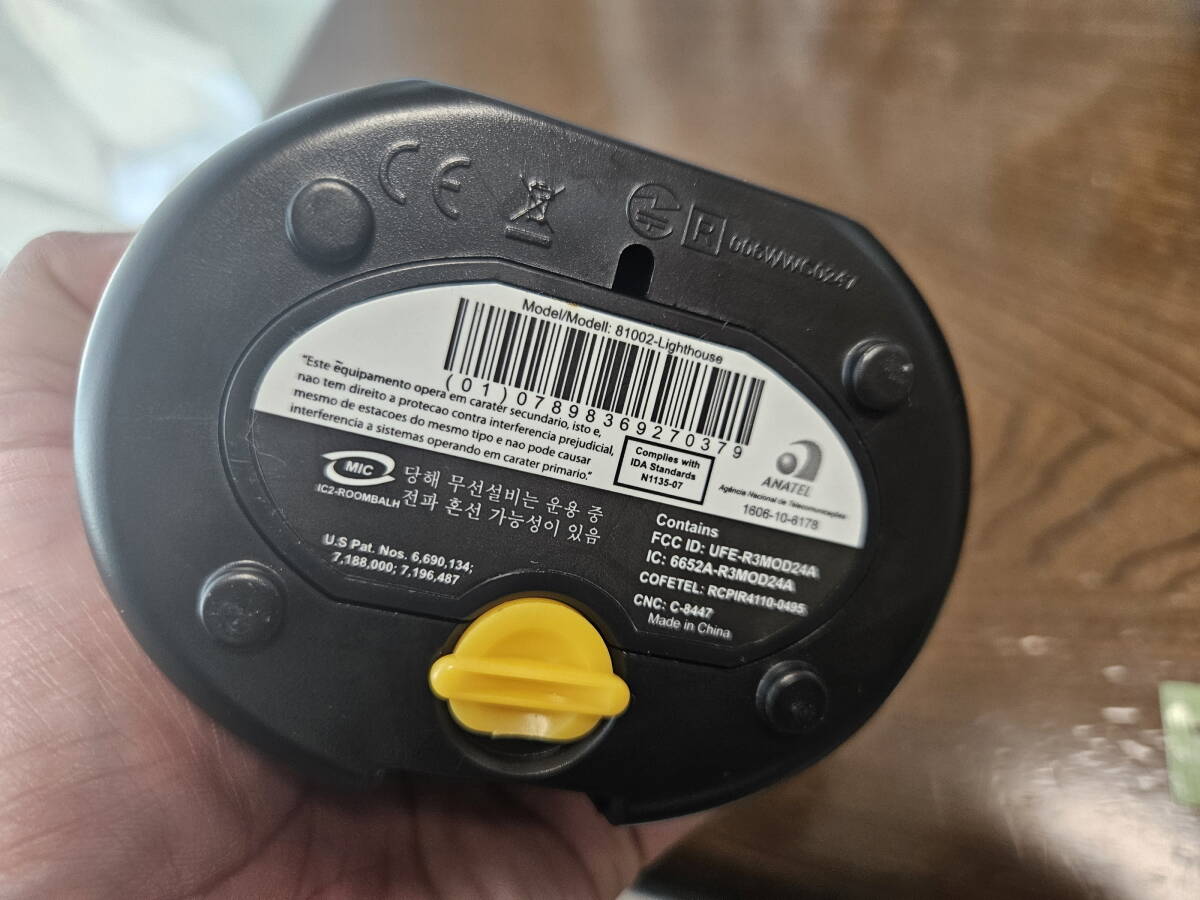 CE
R 006WWC0241
Model/Modell: 81002-Lighthouse
(01)07898369270379
"Este ẽquipamento opera em carater secundario, isto e,
nao tem direito a protecao contra interferencia prejudicial,
mesmo de estacoes do mesmo tipo e nao pode causar
interferencia a sistemas operando em carater primario."
Complies with
IDA Standards
N1135-07
ANATEL
Agência Nacional de Telecomunicações
1606-10-6178
MIC
IC2-ROOMBALH
당해 무선설비는 운용 중
전파 혼선 가능성이 있음
U.S Pat. Nos. 6,690,134;
7,188,000; 7,196,487
Contains
FCC ID: UFE-R3MOD24A
IC: 6652A-R3MOD24A
COFETEL: RCPIR4110-0495
CNC: C-8447
Made in China